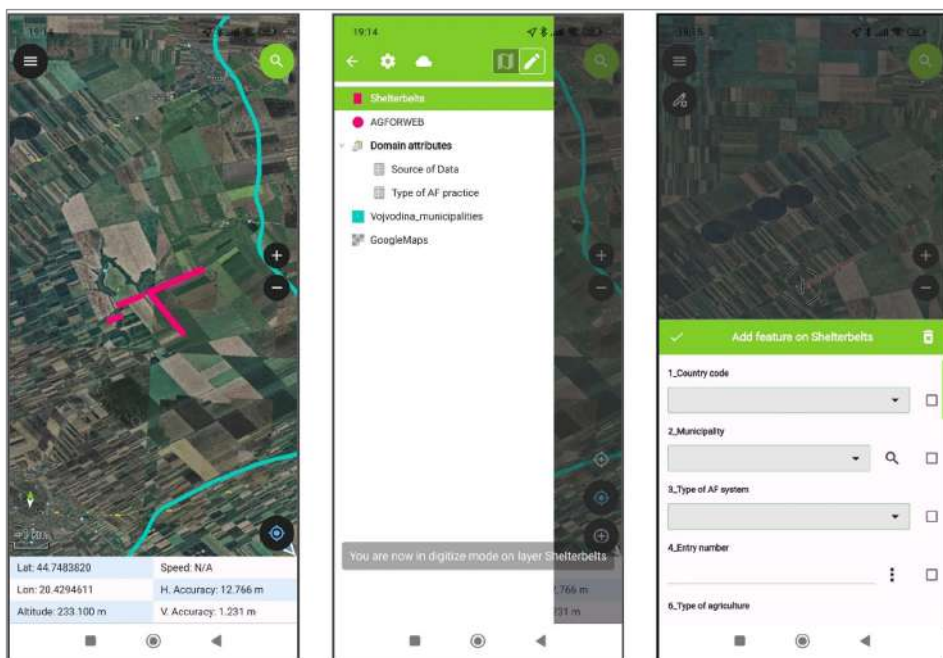 Lat: 44.7483820
Speed: N/A
Lon: 20.4294611
H. Accuracy: 12.766 m
Altitude: 233.100 m
V. Accuracy: 1.231 m
19:14
Shelterbelts
AGFORWEB
Domain attributes
Source of Data
Type of AF practice
Vojvodina_municipalities
GoogleMaps
You are now in digitize mode on layer Shelterbelts
19:15
Add feature on Shelterbelts
1_Country code
2_Municipality
3_Type of AF system
4_Entry number
6_Type of agriculture